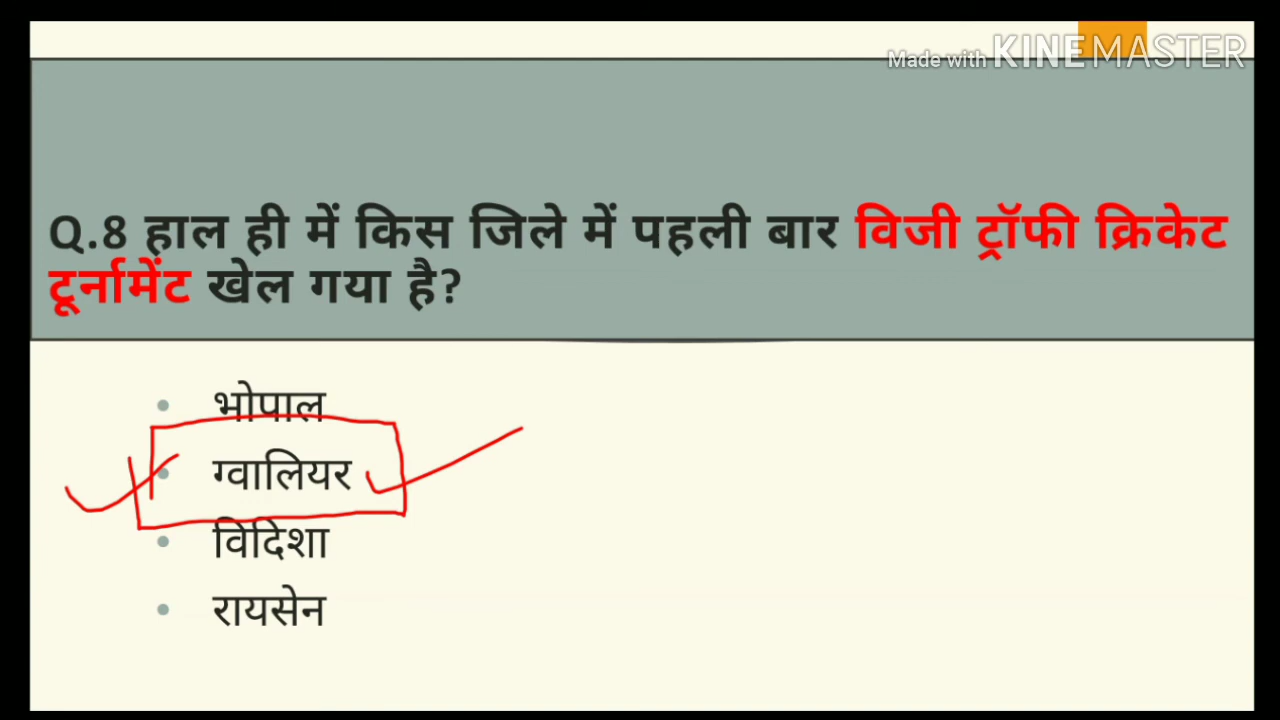 Made with KINEMASTER
Q.8 हाल ही में किस जिले में पहली बार विजी ट्रॉफी क्रिकेट
टूर्नामेंट खेल गया है?
भोपाल
ग्वालियर
विदिशा
रायसेन